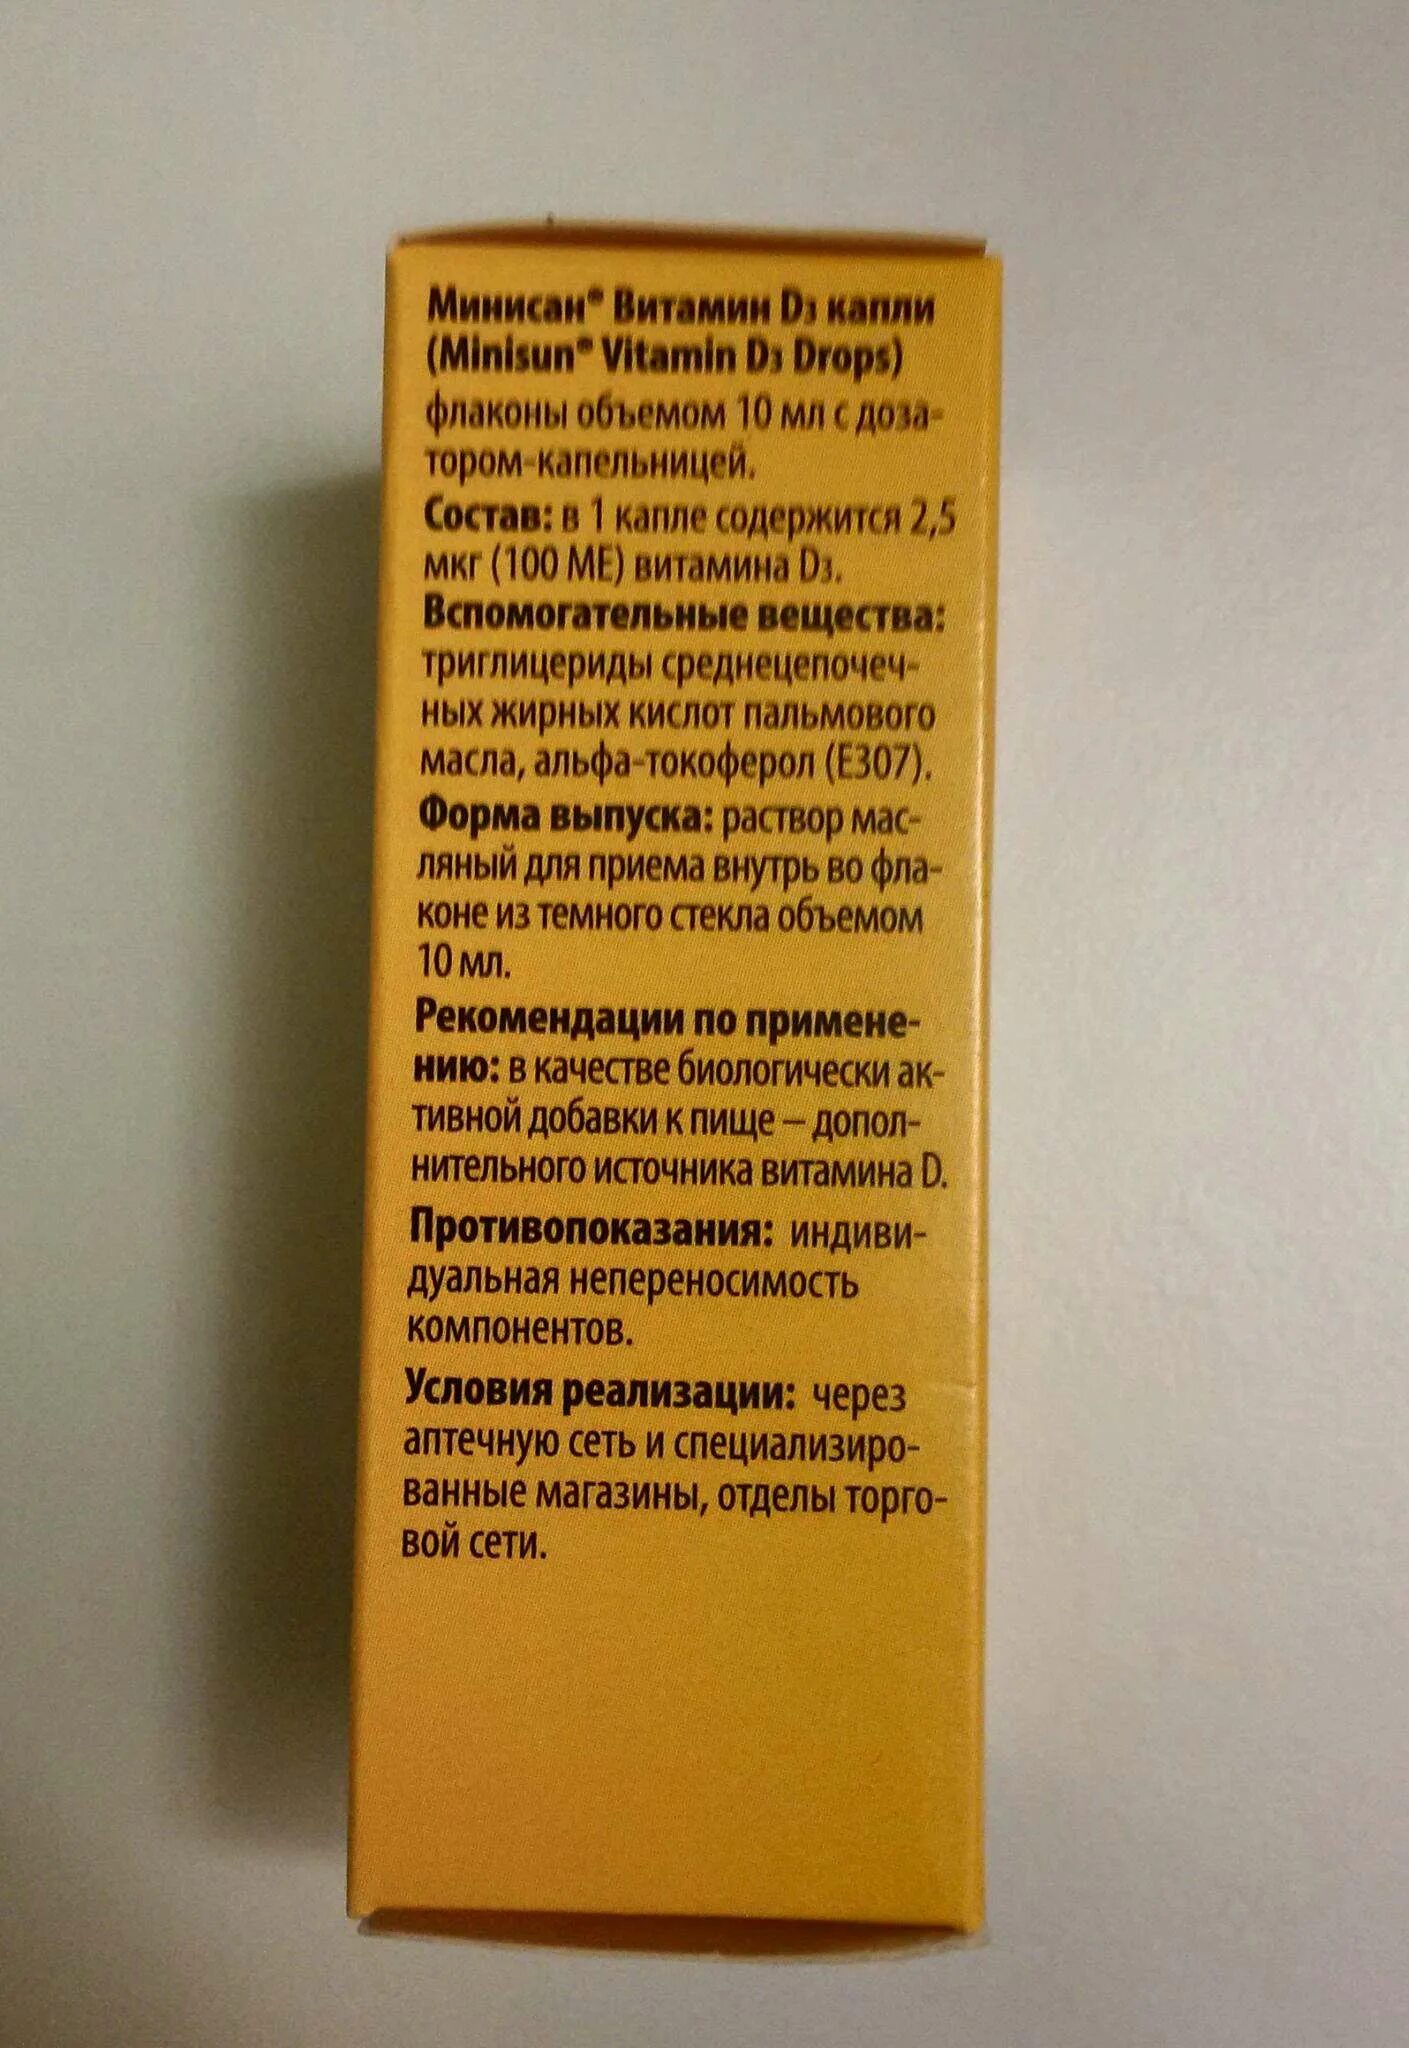 Минисан® Витамин D₃ капли
(Minisun® Vitamin D₃ Drops)
флаконы объемом 10 мл с доза-
тором-капельницей.
Состав: в 1 капле содержится 2,5
мкг (100 МЕ) витамина D₃.
Вспомогательные вещества:
триглицериды среднецепочеч-
ных жирных кислот пальмового
масла, альфа-токоферол (Е307).
Форма выпуска: раствор мас-
ляный для приема внутрь во фла-
коне из темного стекла объемом
10 мл.
Рекомендации по примене-
нию: в качестве биологически ак-
тивной добавки к пище – допол-
нительного источника витамина D.
Противопоказания: индиви-
дуальная непереносимость
компонентов.
Условия реализации: через
аптечную сеть и специализиро-
ванные магазины, отделы торго-
вой сети.